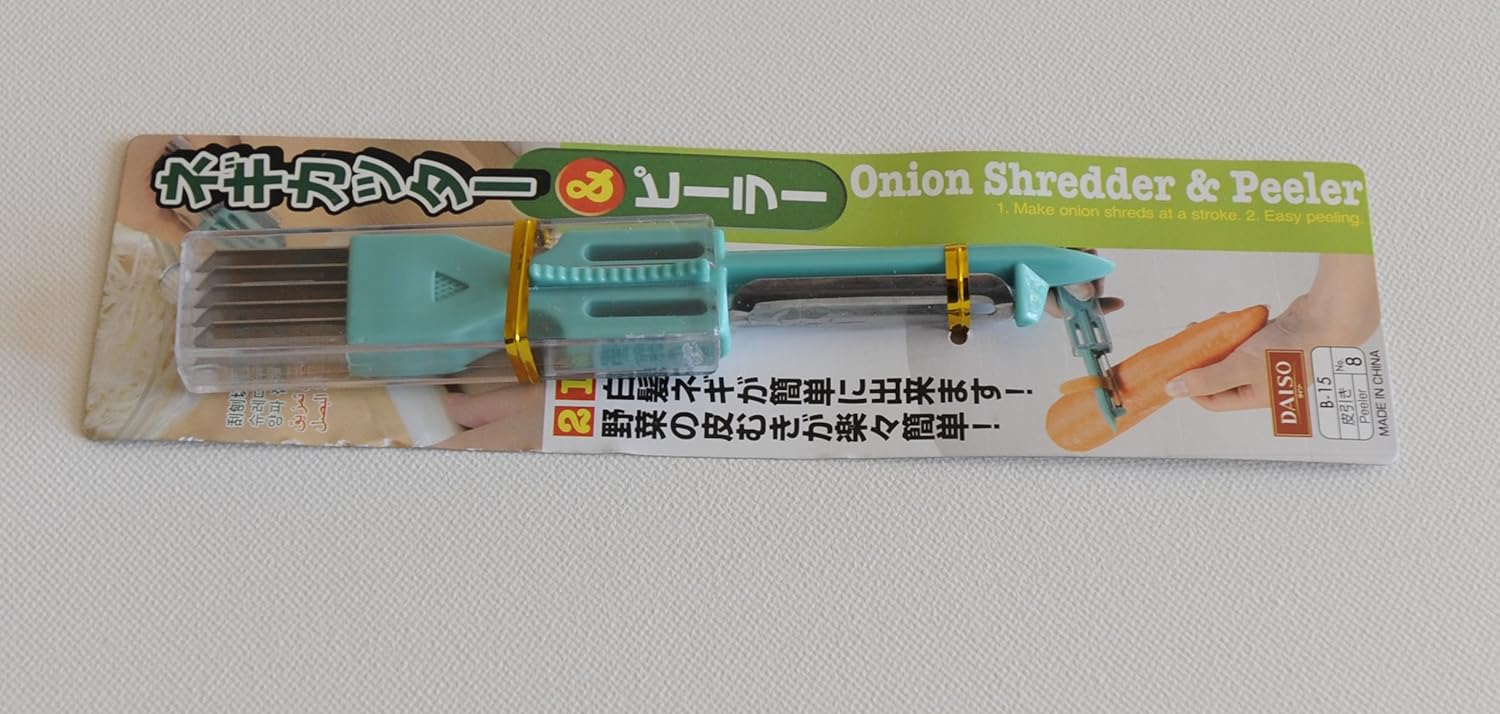 ネギカッター
&
ピーラー
Onion Shredder & Peeler
1. Make onion shreds at a stroke. 2. Easy peeling.
1 白髪ネギが簡単に出来ます!
2 野菜の皮むきが楽々簡単!
양파
البصل
DAISO
B-15
皮引き
Peeler
No.
8
MADE IN CHINA